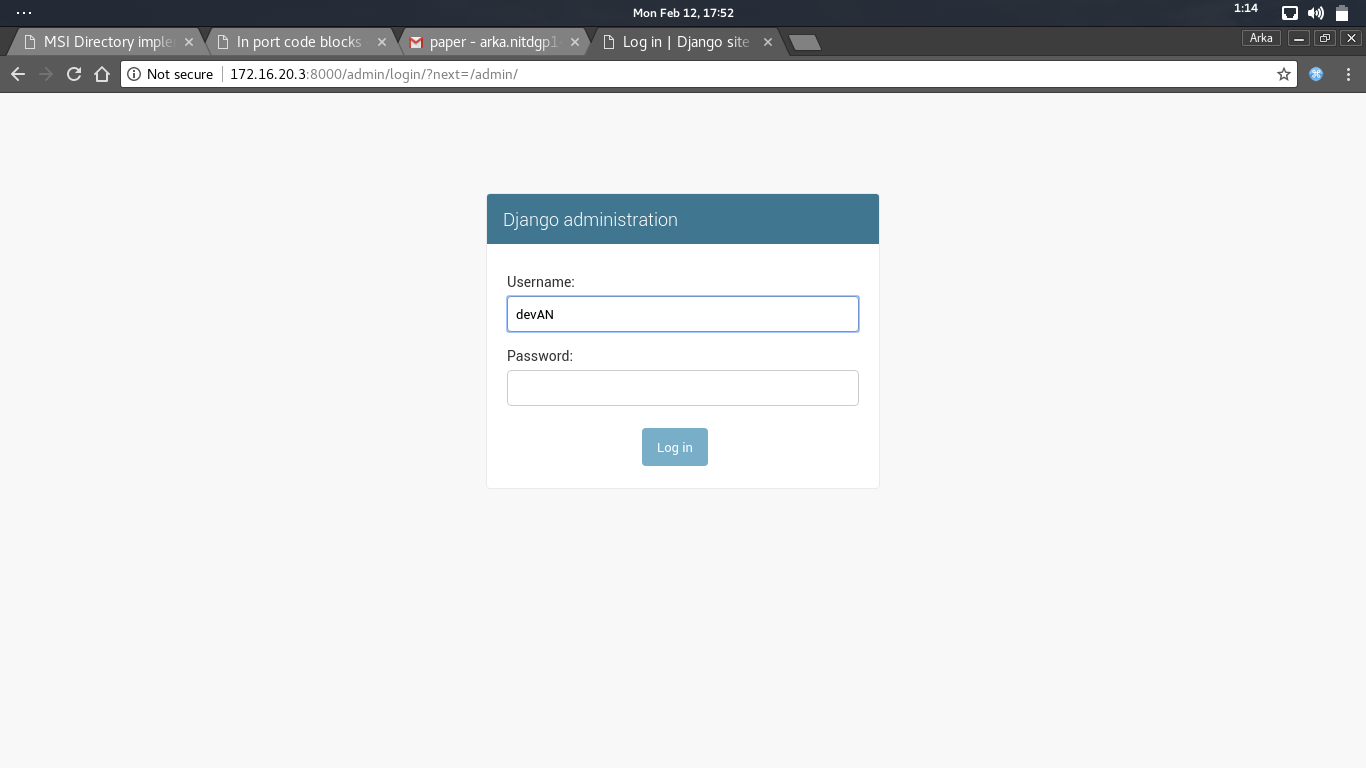 Mon Feb 12, 17:52
1:14
MSI Directory imple
In port code blocks
paper - arka.nitdgp1
Log in | Django site
Arka
Not secure
172.16.20.3:8000/admin/login/?next=/admin/
Django administration
Username:
devAN
Password:
Log in